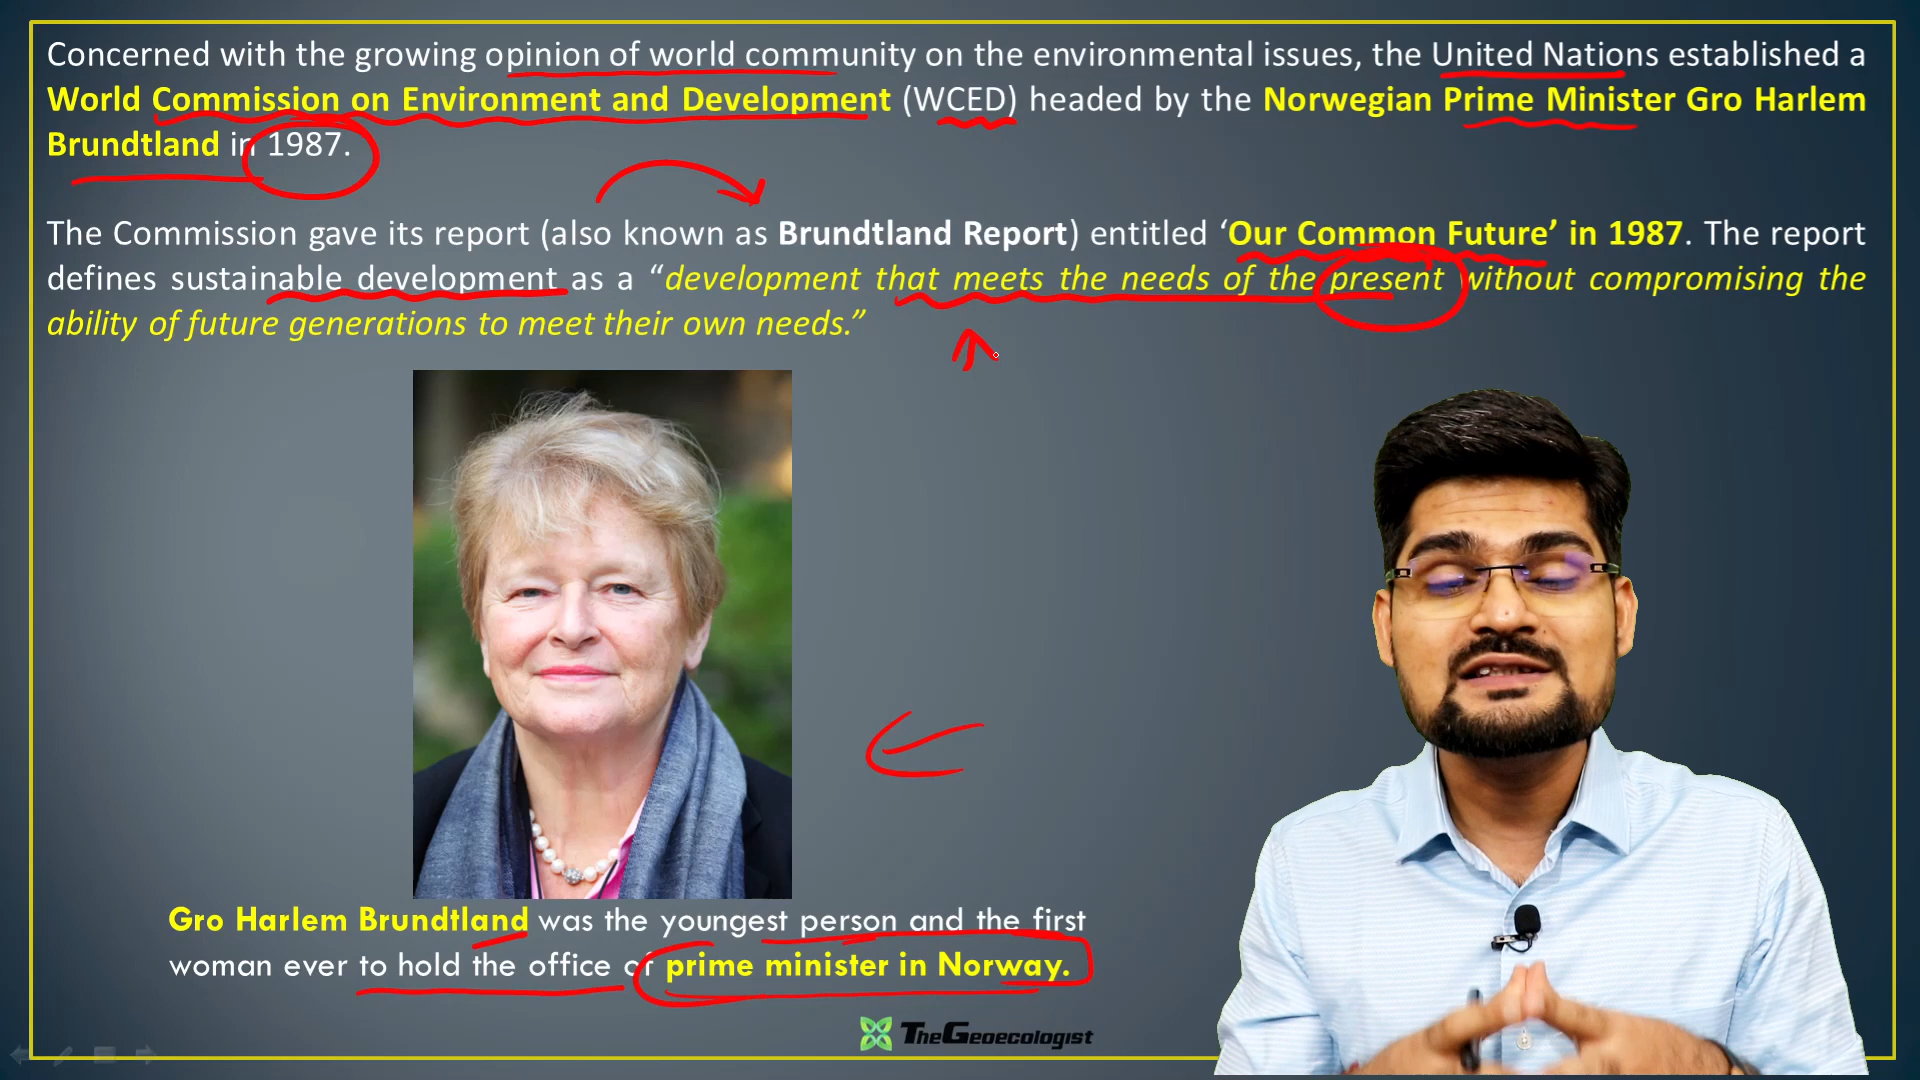 Concerned with the growing opinion of world community on the environmental issues, the United Nations established a
World Commission on Environment and Development (WCED) headed by the Norwegian Prime Minister Gro Harlem
Brundtland in 1987.
The Commission gave its report (also known as Brundtland Report) entitled ‘Our Common Future’ in 1987. The report
defines sustainable development as a “development that meets the needs of the present without compromising the
ability of future generations to meet their own needs.”
Gro Harlem Brundtland was the youngest person and the first
woman ever to hold the office of prime minister in Norway.
TheGeoecologist